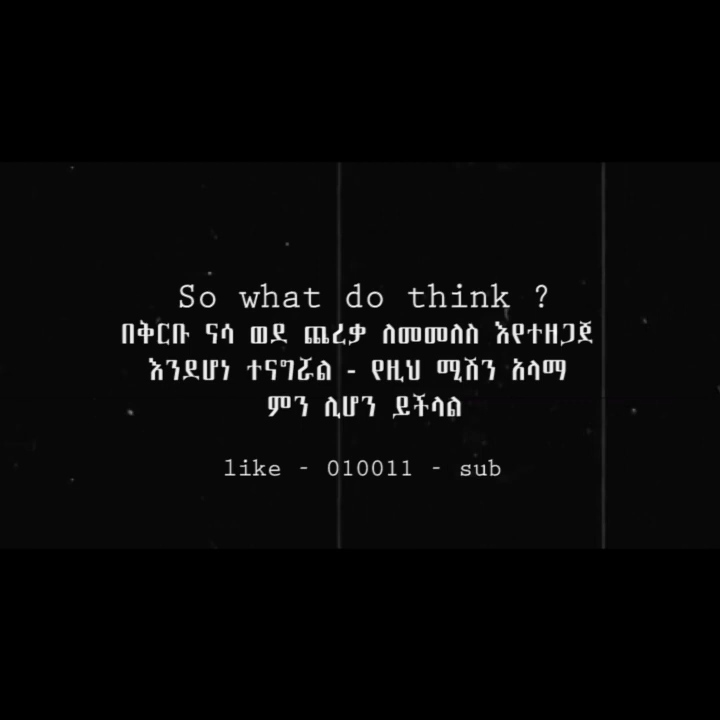 So what do think ?
በቅርቡ ናሳ ወደ ጨረቃ ለመመለስ እየተዘጋጀ
እንደሆነ ተናግሯል - የዚህ ሚሽን አላማ
ምን ሊሆን ይችላል
like - 010011 - sub